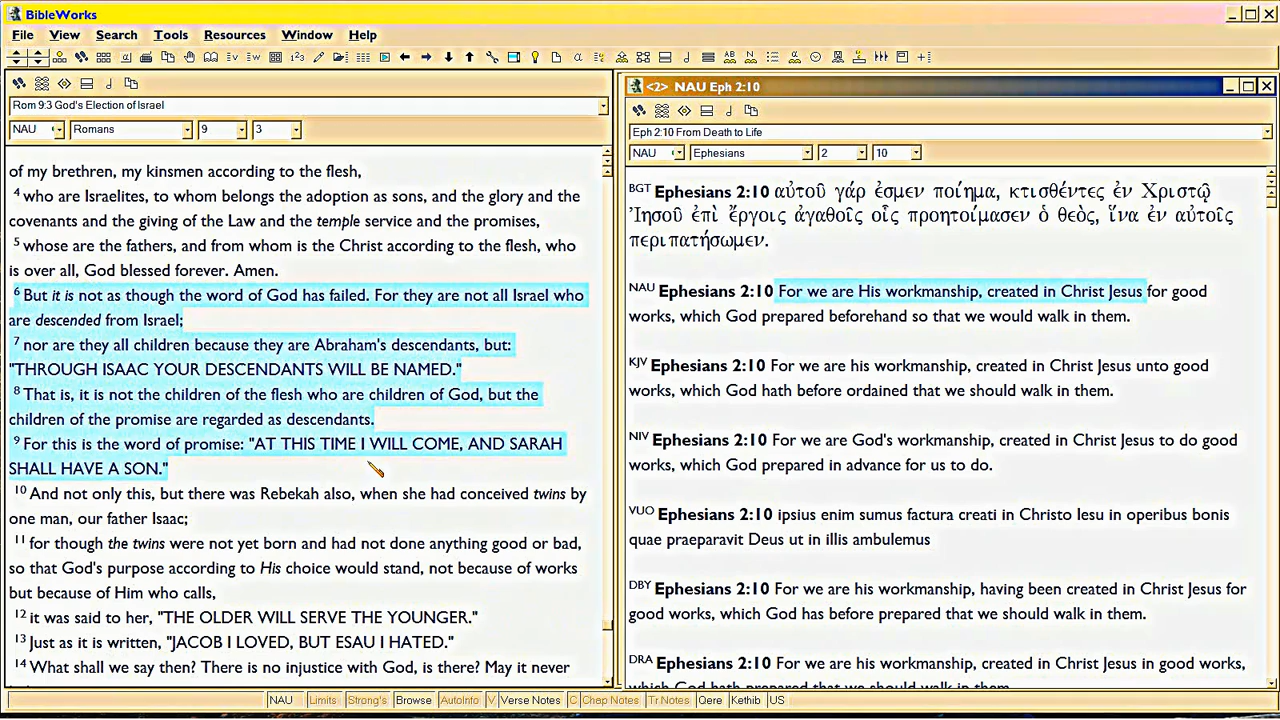 BibleWorks
File View Search Tools Resources Window Help
Rom 9:3 God's Election of Israel
NAU Romans 9 3
of my brethren, my kinsmen according to the flesh,
4 who are Israelites, to whom belongs the adoption as sons, and the glory and the
covenants and the giving of the Law and the temple service and the promises,
5 whose are the fathers, and from whom is the Christ according to the flesh, who
is over all, God blessed forever. Amen.
6 But it is not as though the word of God has failed. For they are not all Israel who
are descended from Israel;
7 nor are they all children because they are Abraham's descendants, but:
"THROUGH ISAAC YOUR DESCENDANTS WILL BE NAMED."
8 That is, it is not the children of the flesh who are children of God, but the
children of the promise are regarded as descendants.
9 For this is the word of promise: "AT THIS TIME I WILL COME, AND SARAH
SHALL HAVE A SON."
10 And not only this, but there was Rebekah also, when she had conceived twins by
one man, our father Isaac;
11 for though the twins were not yet born and had not done anything good or bad,
so that God's purpose according to His choice would stand, not because of works
but because of Him who calls,
12 it was said to her, "THE OLDER WILL SERVE THE YOUNGER."
13 Just as it is written, "JACOB I LOVED, BUT ESAU I HATED."
14 What shall we say then? There is no injustice with God, is there? May it never
<2> NAU Eph 2:10
Eph 2:10 From Death to Life
NAU Ephesians 2 10
BGT Ephesians 2:10 αὐτοῦ γάρ ἐσμεν ποίημα, κτισθέντες ἐν Χριστῷ
Ἰησοῦ ἐπὶ ἔργοις ἀγαθοῖς οἷς προητοίμασεν ὁ θεὸς, ἵνα ἐν αὐτοῖς
περιπατήσωμεν.
NAU Ephesians 2:10 For we are His workmanship, created in Christ Jesus for good
works, which God prepared beforehand so that we would walk in them.
KJV Ephesians 2:10 For we are his workmanship, created in Christ Jesus unto good
works, which God hath before ordained that we should walk in them.
NIV Ephesians 2:10 For we are God's workmanship, created in Christ Jesus to do good
works, which God prepared in advance for us to do.
VUO Ephesians 2:10 ipsius enim sumus factura creati in Christo Iesu in operibus bonis
quae praeparavit Deus ut in illis ambulemus
DBY Ephesians 2:10 For we are his workmanship, having been created in Christ Jesus for
good works, which God has before prepared that we should walk in them.
DRA Ephesians 2:10 For we are his workmanship, created in Christ Jesus in good works,
which God hath prepared that we should walk in them.
NAU Limits Strong's Browse AutoInfo V Verse Notes C Chap Notes Tr Notes Qere Kethib US